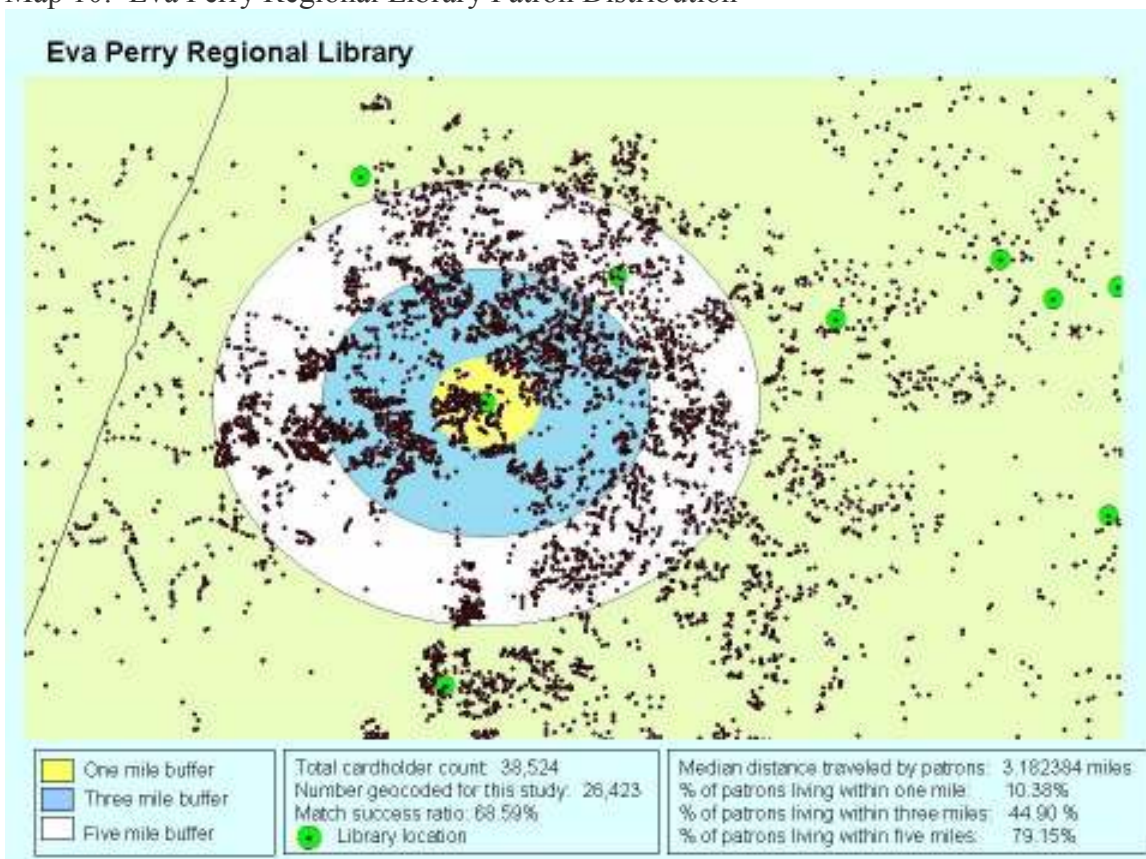 Map 10: Eva Perry Regional Library Patron Distribution
Eva Perry Regional Library
One mile buffer
Three mile buffer
Five mile buffer
Total cardholder count: 38,524
Number geocoded for this study: 26,423
Match success ratio: 68.59%
Library location
Median distance traveled by patrons: 3.182384 miles
% of patrons living within one mile: 10.38%
% of patrons living within three miles: 44.90 %
% of patrons living within five miles: 79.15%